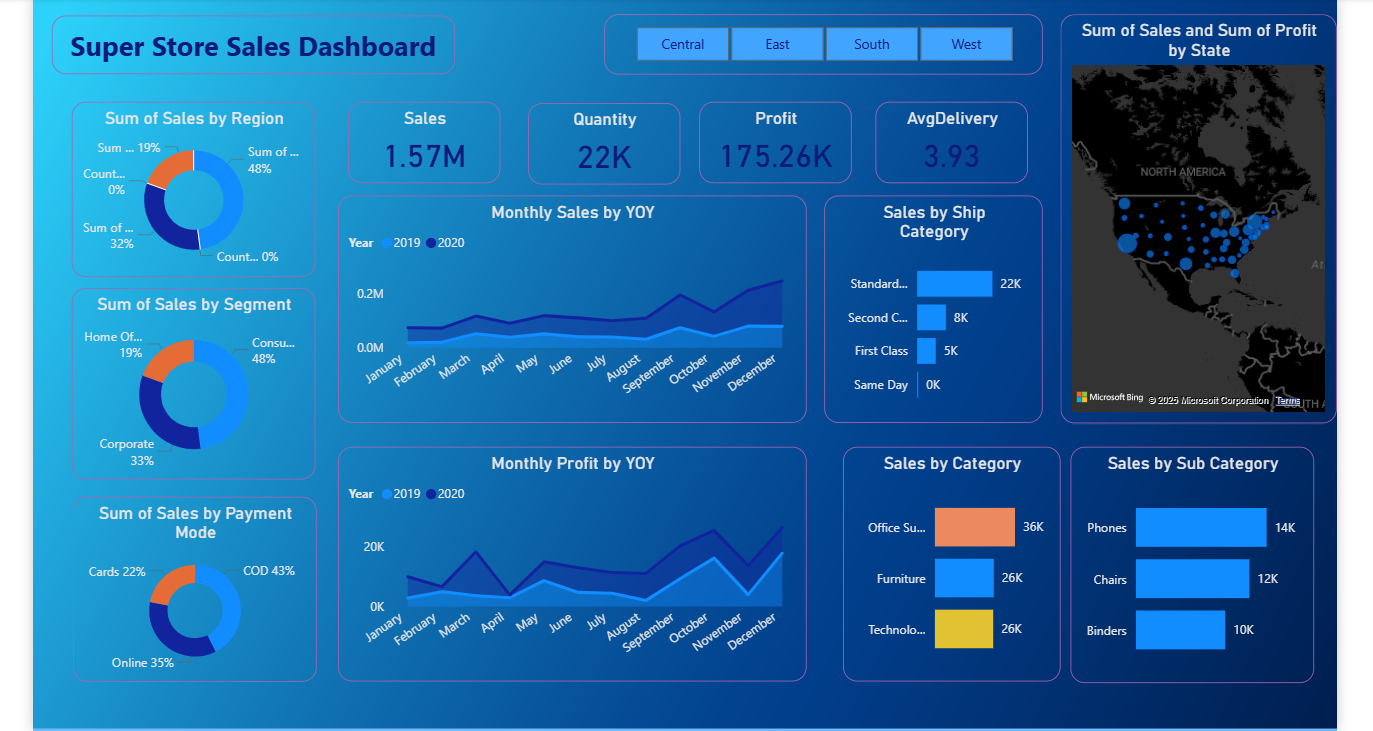 Super Store Sales Dashboard
Central
East
South
West
Sum of Sales and Sum of Profit
by State
Sum of Sales by Region
Sum ... 19%
Sum of ...
48%
Count...
0%
Sum of ...
32%
Count... 0%
Sales
1.57M
Quantity
22K
Profit
175.26K
AvgDelivery
3.93
NORTH AMERICA
At
Microsoft Bing
© 2025 Microsoft Corporation
Terms
SOUTH A
Monthly Sales by YOY
Year
2019
2020
0.2M
0.0M
January
February
March
April
May
June
July
August
September
October
November
December
Sales by Ship
Category
Standard...
22K
Second C...
8K
First Class
5K
Same Day
0K
Sum of Sales by Segment
Home Of...
19%
Consu...
48%
Corporate
33%
Monthly Profit by YOY
Year
2019
2020
20K
0K
January
February
March
April
May
June
July
August
September
October
November
December
Sales by Category
Office Su...
36K
Furniture
26K
Technolo...
26K
Sales by Sub Category
Phones
14K
Chairs
12K
Binders
10K
Sum of Sales by Payment
Mode
Cards 22%
COD 43%
Online 35%